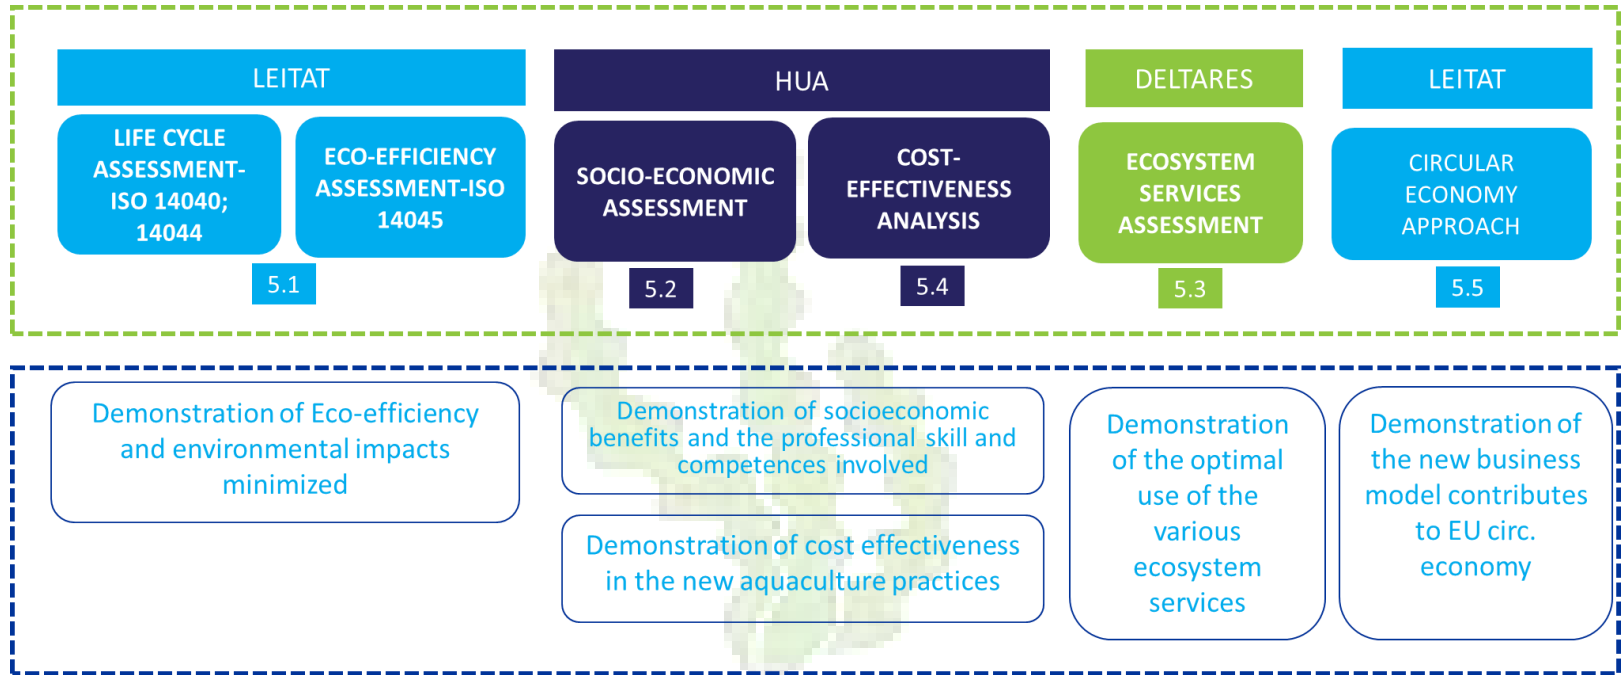 LEITAT
LIFE CYCLE
ASSESSMENT-
ISO 14040;
14044
ECO-EFFICIENCY
ASSESSMENT-ISO
14045
5.1
HUA
SOCIO-ECONOMIC
ASSESSMENT
5.2
COST-
EFFECTIVENESS
ANALYSIS
5.4
DELTARES
ECOSYSTEM
SERVICES
ASSESSMENT
5.3
LEITAT
CIRCULAR
ECONOMY
APPROACH
5.5
Demonstration of Eco-efficiency
and environmental impacts
minimized
Demonstration of socioeconomic
benefits and the professional skill and
competences involved
Demonstration of cost effectiveness
in the new aquaculture practices
Demonstration
of the optimal
use of the
various
ecosystem
services
Demonstration of
the new business
model contributes
to EU circ.
economy